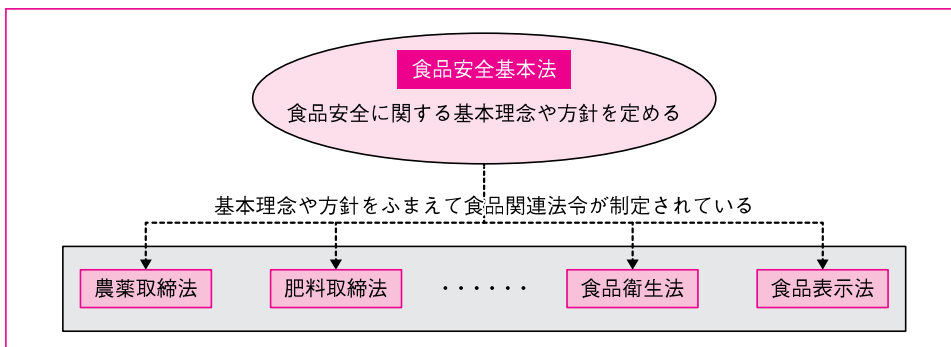 食品安全基本法
食品安全に関する基本理念や方針を定める
基本理念や方針をふまえて食品関連法令が制定されている
農薬取締法
肥料取締法
・・・・・・
食品衛生法
食品表示法